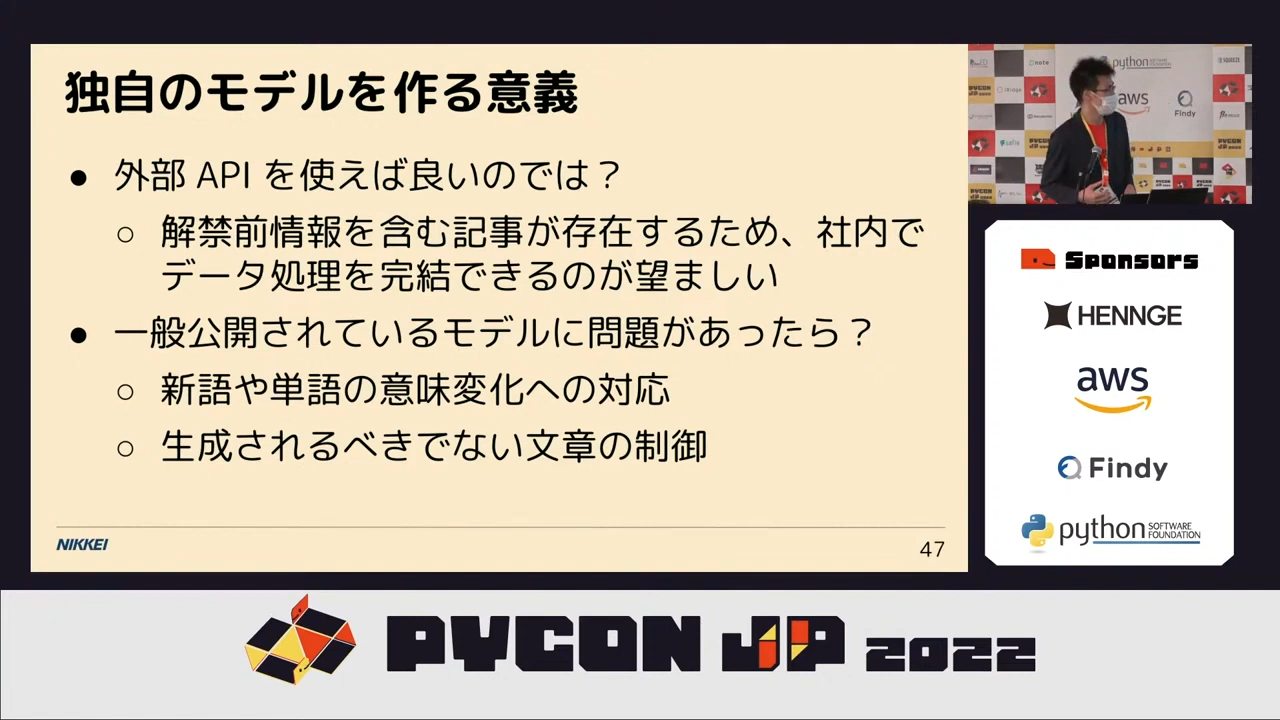 独自のモデルを作る意義
● 外部 API を使えば良いのでは？
○ 解禁前情報を含む記事が存在するため、社内で
データ処理を完結できるのが望ましい
● 一般公開されているモデルに問題があったら？
○ 新語や単語の意味変化への対応
○ 生成されるべきでない文章の制御
NIKKEI
47
python
aws
Findy
Sponsors
HENNGE
aws
Findy
python SOFTWARE
FOUNDATION
PYCON JP 2022